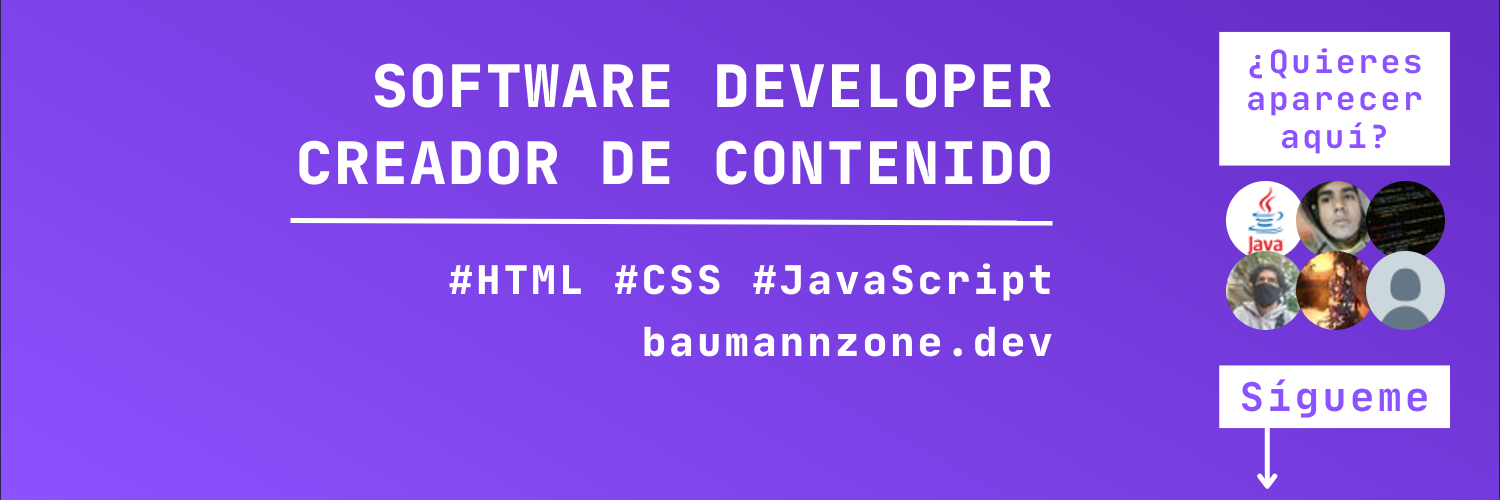 SOFTWARE DEVELOPER
CREADOR DE CONTENIDO
#HTML #CSS #JavaScript
baumannzone.dev
¿Quieres
aparecer
aquí?
Java
Sígueme